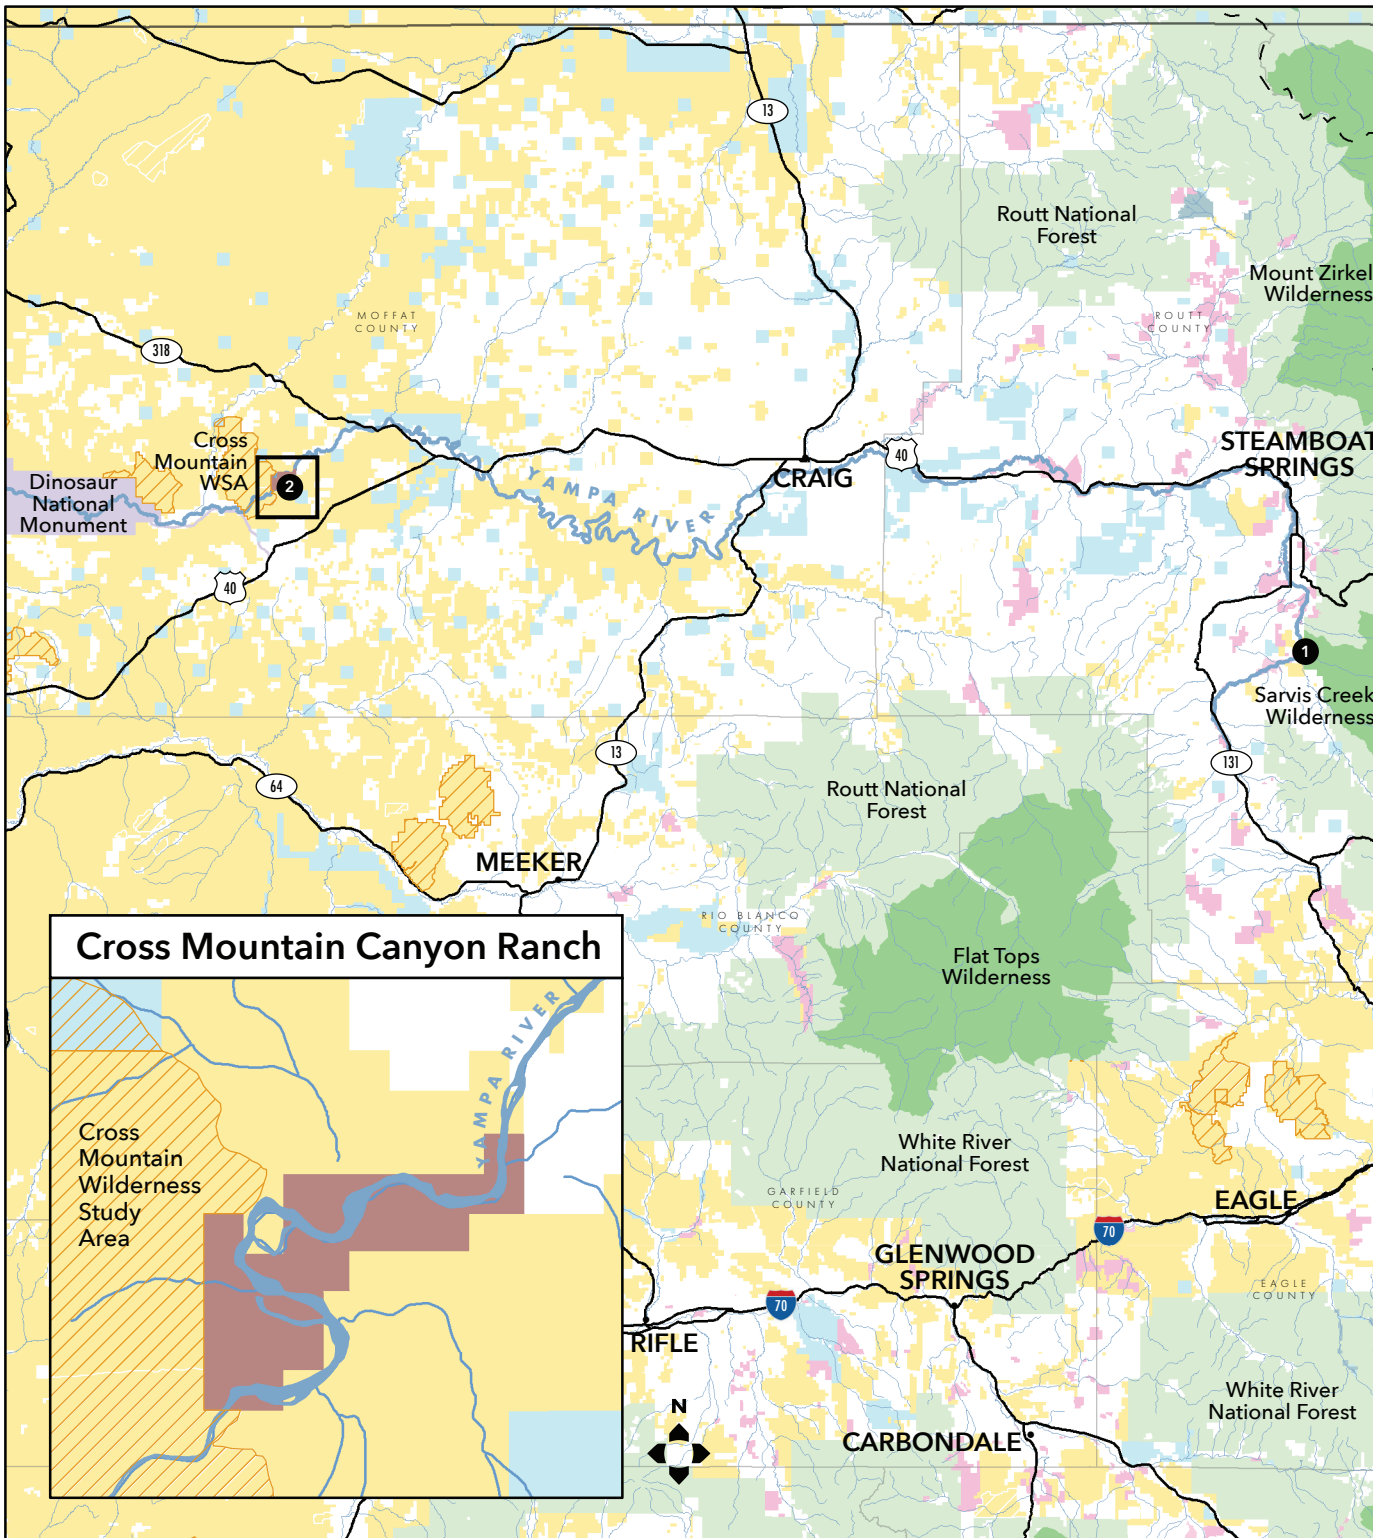 13
Routt National
Forest
Mount Zirkel
Wilderness
MOFFAT
COUNTY
ROUTT
COUNTY
318
Cross
Mountain
WSA
2
Dinosaur
National
Monument
YAMPA RIVER
CRAIG
40
STEAMBOAT
SPRINGS
40
1
Sarvis Creek
Wilderness
13
131
64
Routt National
Forest
MEEKER
RIO BLANCO
COUNTY
Flat Tops
Wilderness
Cross Mountain Canyon Ranch
YAMPA RIVER
Cross
Mountain
Wilderness
Study
Area
White River
National Forest
GARFIELD
COUNTY
EAGLE
70
GLENWOOD
SPRINGS
EAGLE
COUNTY
70
RIFLE
White River
National Forest
N
CARBONDALE